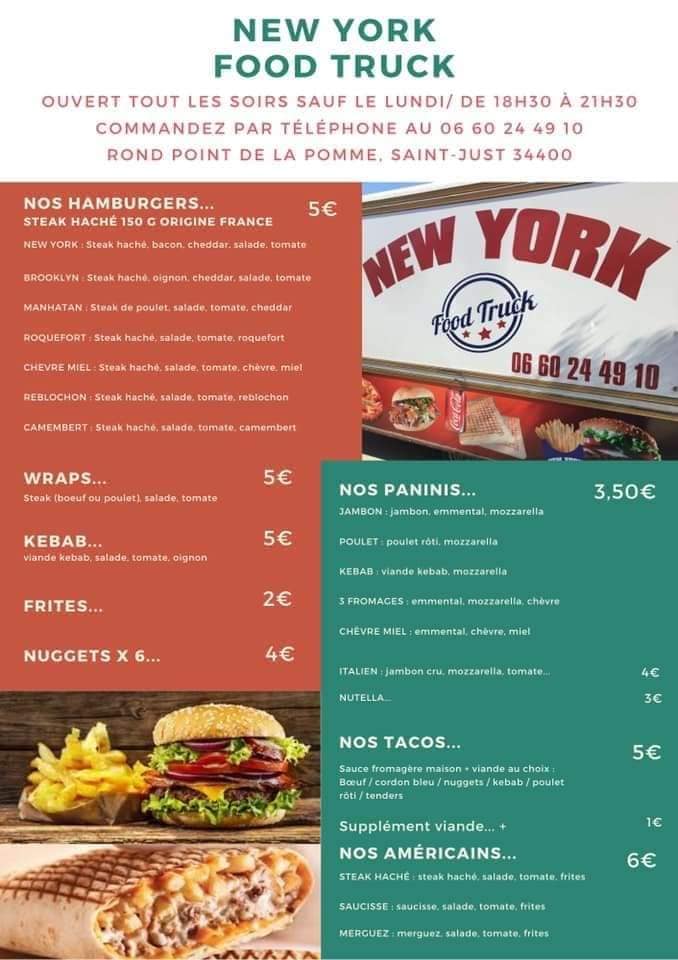 NEW YORK
FOOD TRUCK
OUVERT TOUT LES SOIRS SAUF LE LUNDI/ DE 18H30 À 21H30
COMMANDEZ PAR TÉLÉPHONE AU 06 60 24 49 10
ROND POINT DE LA POMME, SAINT-JUST 34400
NOS HAMBURGERS... 5€
STEAK HACHÉ 150 G ORIGINE FRANCE
NEW YORK : Steak haché, bacon, cheddar, salade, tomate
BROOKLYN : Steak haché, oignon, cheddar, salade, tomate
MANHATAN : Steak de poulet, salade, tomate, cheddar
ROQUEFORT : Steak haché, salade, tomate, roquefort
CHEVRE MIEL : Steak haché, salade, tomate, chèvre, miel
REBLOCHON : Steak haché, salade, tomate, reblochon
CAMEMBERT : Steak haché, salade, tomate, camembert
WRAPS... 5€
Steak (boeuf ou poulet), salade, tomate
KEBAB... 5€
viande kebab, salade, tomate, oignon
FRITES... 2€
NUGGETS X 6... 4€
NEW YORK
Food Truck
06 60 24 49 10
Coca-Cola
NOS PANINIS... 3,50€
JAMBON : jambon, emmental, mozzarella
POULET : poulet rôti, mozzarella
KEBAB : viande kebab, mozzarella
3 FROMAGES : emmental, mozzarella, chèvre
CHÈVRE MIEL : emmental, chèvre, miel
ITALIEN : jambon cru, mozzarella, tomate... 4€
NUTELLA... 3€
NOS TACOS... 5€
Sauce fromagère maison + viande au choix :
Bœuf / cordon bleu / nuggets / kebab / poulet
rôti / tenders
Supplément viande... + 1€
NOS AMÉRICAINS... 6€
STEAK HACHÉ : steak haché, salade, tomate, frites
SAUCISSE : saucisse, salade, tomate, frites
MERGUEZ : merguez, salade, tomate, frites